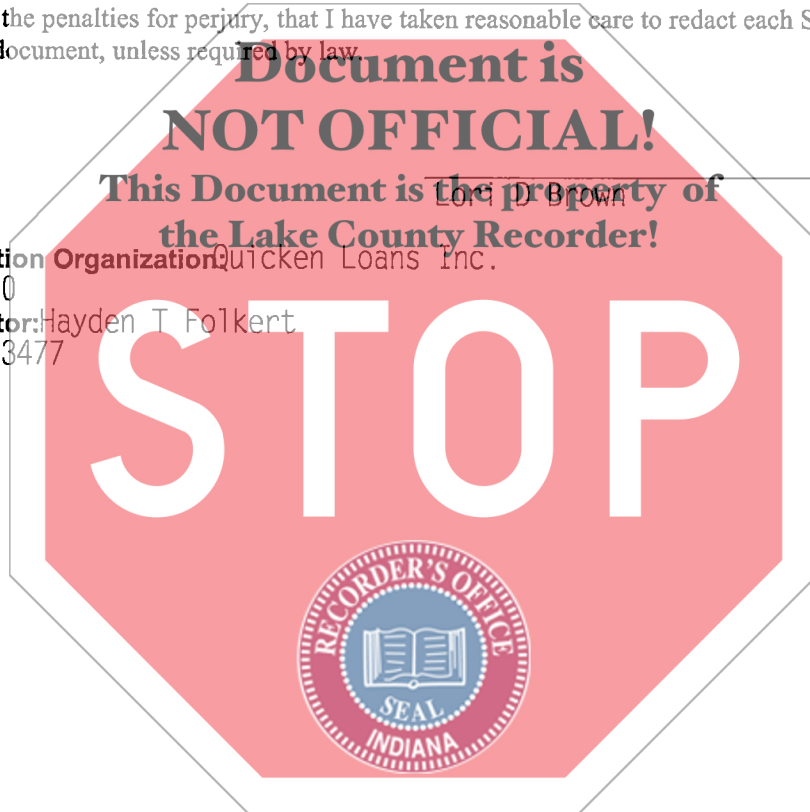 the penalties for perjury, that I have taken reasonable care to redact each S
document, unless required by law.
Document is
NOT OFFICIAL!
This Document is the property of
Lori D Brown
the Lake County Recorder!
tion Organization:Quicken Loans Inc.
0
tor:Hayden T Folkert
3477
STOP
RECORDER'S OFFICE
SEAL
INDIANA